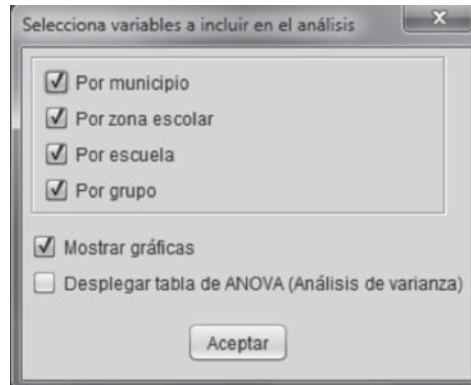 Selecciona variables a incluir en el análisis
Por municipio
Por zona escolar
Por escuela
Por grupo
Mostrar gráficas
Desplegar tabla de ANOVA (Análisis de varianza)
Aceptar